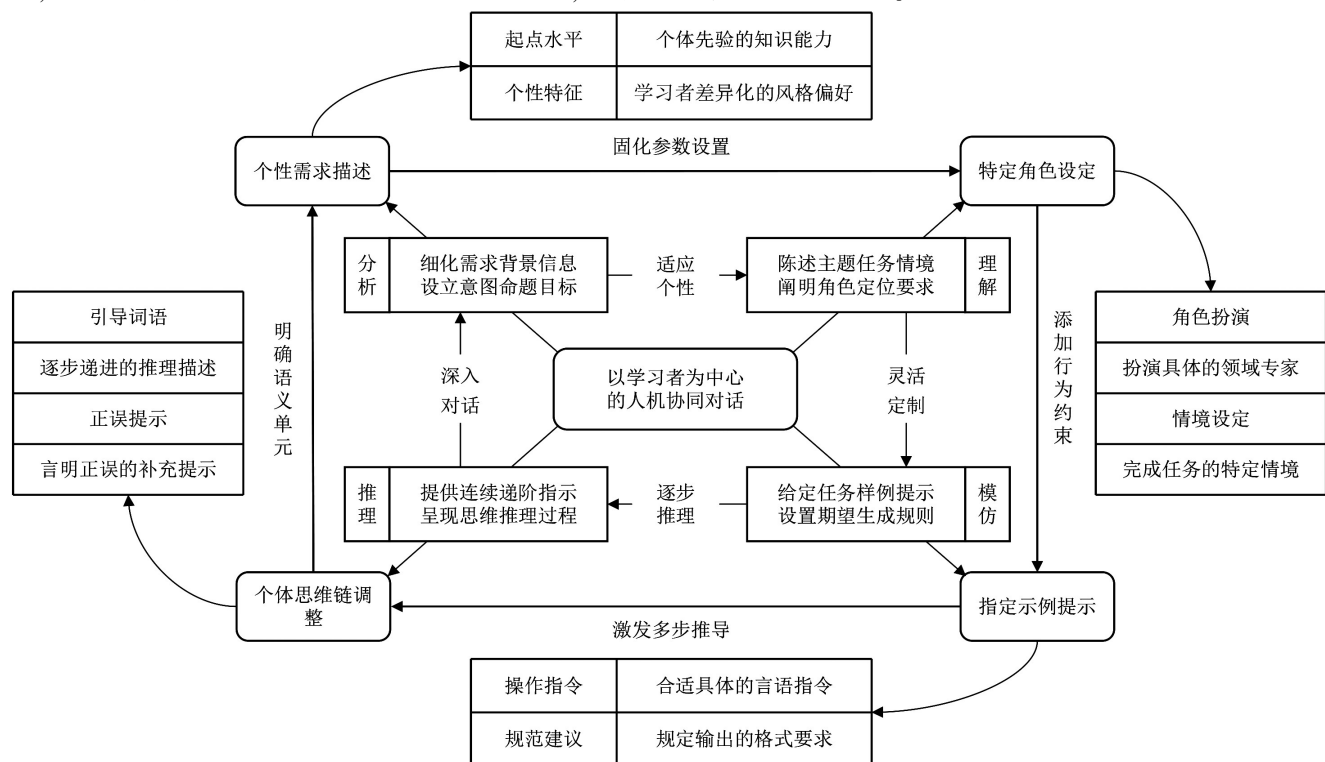 起点水平 个体先验的知识能力
个性特征 学习者差异化的风格偏好
固化参数设置
个性需求描述
特定角色设定
分析
细化需求背景信息
设立意图命题目标
适应
个性
陈述主题任务情境
阐明角色定位要求
理解
引导词语
逐步递进的推理描述
正误提示
言明正误的补充提示
明确语义单元
深入
对话
以学习者为中心
的人机协同对话
灵活
定制
添加行为约束
角色扮演
扮演具体的领域专家
情境设定
完成任务的特定情境
推理
提供连续递阶指示
呈现思维推理过程
逐步
推理
给定任务样例提示
设置期望生成规则
模仿
个体思维链调
整
指定示例提示
激发多步推导
操作指令 合适具体的言语指令
规范建议 规定输出的格式要求